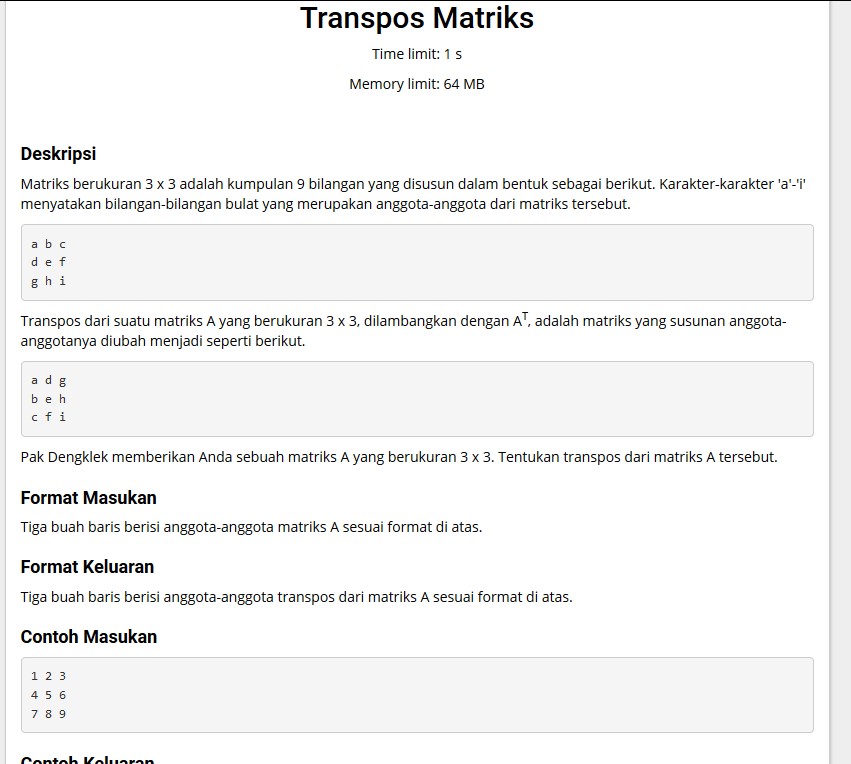 Transpos Matriks
Time limit: 1 s
Memory limit: 64 MB
Deskripsi
Matriks berukuran 3 x 3 adalah kumpulan 9 bilangan yang disusun dalam bentuk sebagai berikut. Karakter-karakter 'a'-'i'
menyatakan bilangan-bilangan bulat yang merupakan anggota-anggota dari matriks tersebut.
a b c
d e f
g h i
Transpos dari suatu matriks A yang berukuran 3 x 3, dilambangkan dengan Aᵀ, adalah matriks yang susunan anggota-
anggotanya diubah menjadi seperti berikut.
a d g
b e h
c f i
Pak Dengklek memberikan Anda sebuah matriks A yang berukuran 3 x 3. Tentukan transpos dari matriks A tersebut.
Format Masukan
Tiga buah baris berisi anggota-anggota matriks A sesuai format di atas.
Format Keluaran
Tiga buah baris berisi anggota-anggota transpos dari matriks A sesuai format di atas.
Contoh Masukan
1 2 3
4 5 6
7 8 9
Contoh Keluaran